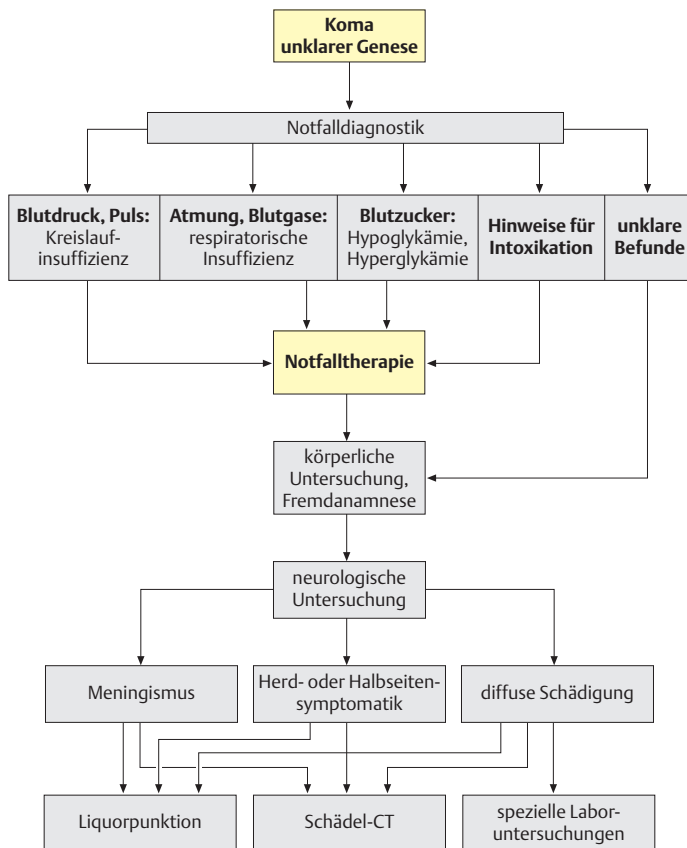 Koma
unklarer Genese
Notfalldiagnostik
Blutdruck, Puls:
Kreislauf-
insuffizienz
Atmung, Blutgase:
respiratorische
Insuffizienz
Blutzucker:
Hypoglykämie,
Hyperglykämie
Hinweise für
Intoxikation
unklare
Befunde
Notfalltherapie
körperliche
Untersuchung,
Fremdanamnese
neurologische
Untersuchung
Meningismus
Herd- oder Halbseiten-
symptomatik
diffuse Schädigung
Liquorpunktion
Schädel-CT
spezielle Labor-
untersuchungen